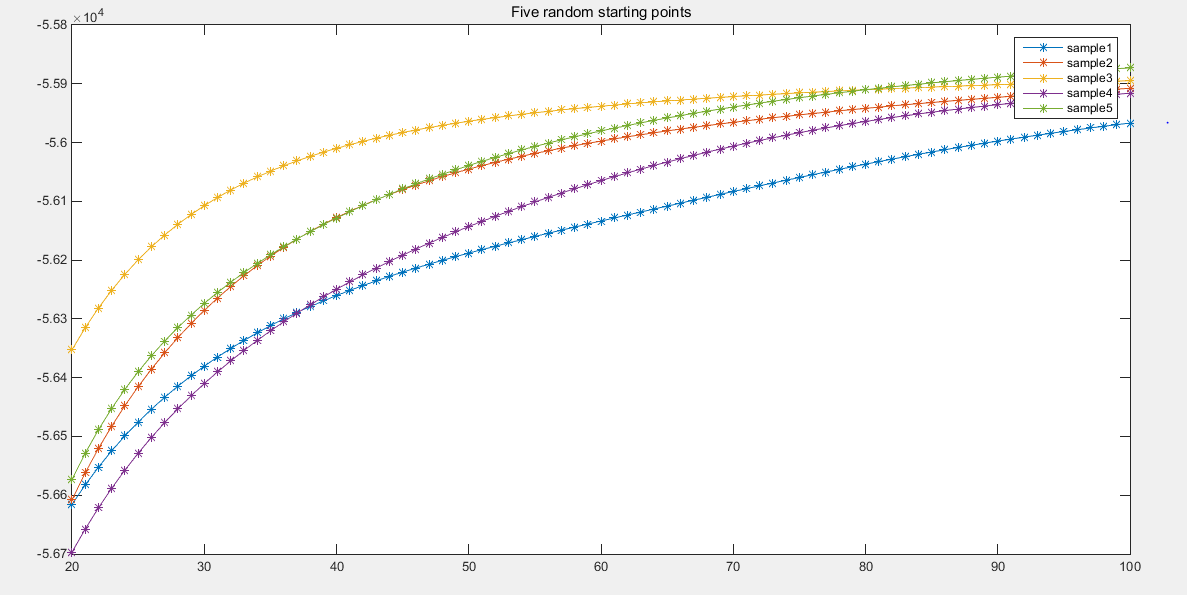 Five random starting points
×10⁴
-5.58
-5.59
-5.6
-5.61
-5.62
-5.63
-5.64
-5.65
-5.66
-5.67
20 30 40 50 60 70 80 90 100
sample1
sample2
sample3
sample4
sample5